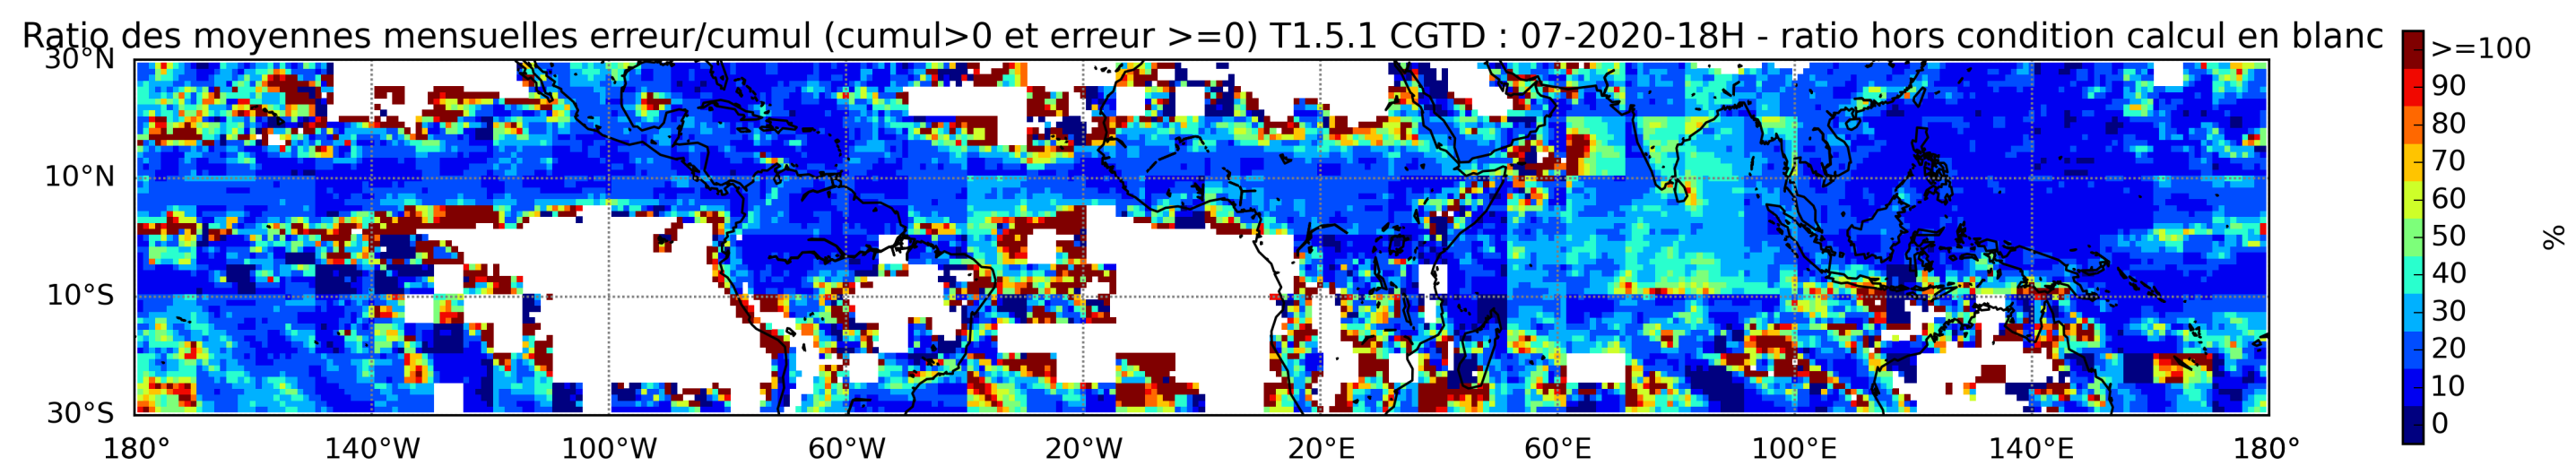 Ratio des moyennes mensuelles erreur/cumul (cumul>0 et erreur >=0) T1.5.1 CGTD : 07-2020-18H - ratio hors condition calcul en blanc
30°N
10°N
10°S
30°S
180° 140°W 100°W 60°W 20°W 20°E 60°E 100°E 140°E 180°
>=100
90
80
70
60
50
40
30
20
10
0
%